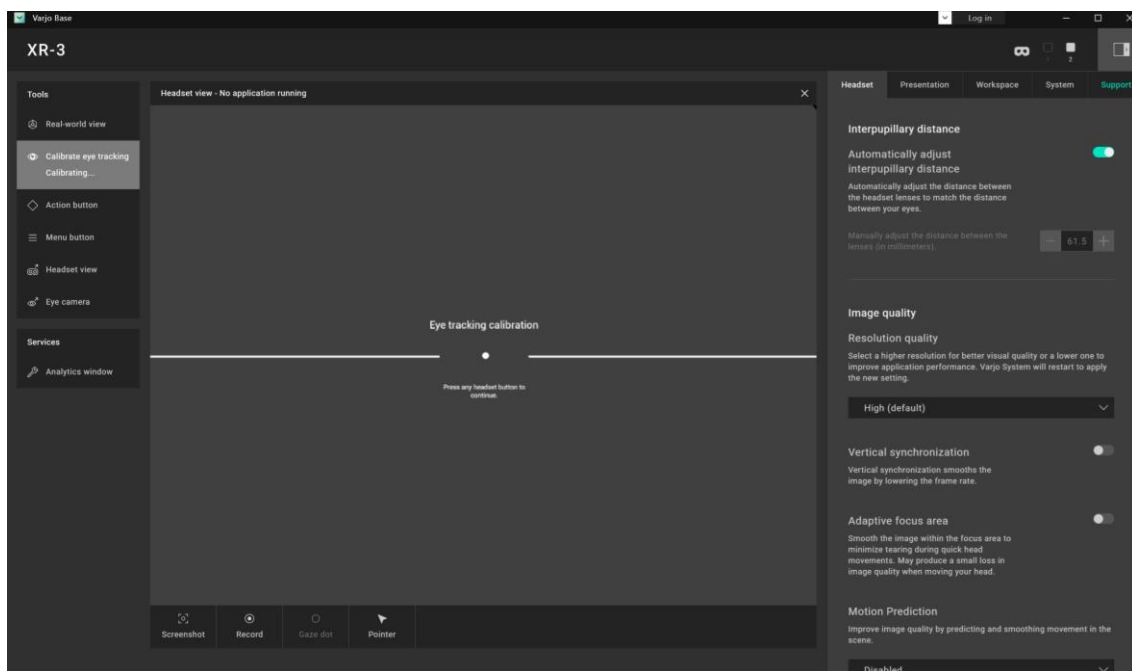 Varjo Base
Log in
XR-3
2
Tools
Real-world view
Calibrate eye tracking
Calibrating...
Action button
Menu button
Headset view
Eye camera
Services
Analytics window
Headset view - No application running
Eye tracking calibration
Press any headset button to
continue.
Screenshot
Record
Gaze dot
Pointer
Headset
Presentation
Workspace
System
Support
Interpupillary distance
Automatically adjust
interpupillary distance
Automatically adjust the distance between
the headset lenses to match the distance
between your eyes.
Manually adjust the distance between the
lenses (in millimeters).
61.5
Image quality
Resolution quality
Select a higher resolution for better visual quality or a lower one to
improve application performance. Varjo System will restart to apply
the new setting.
High (default)
Vertical synchronization
Vertical synchronization smooths the
image by lowering the frame rate.
Adaptive focus area
Smooth the image within the focus area to
minimize tearing during quick head
movements. May produce a small loss in
image quality when moving your head.
Motion Prediction
Improve image quality by predicting and smoothing movement in the
scene.
Disabled